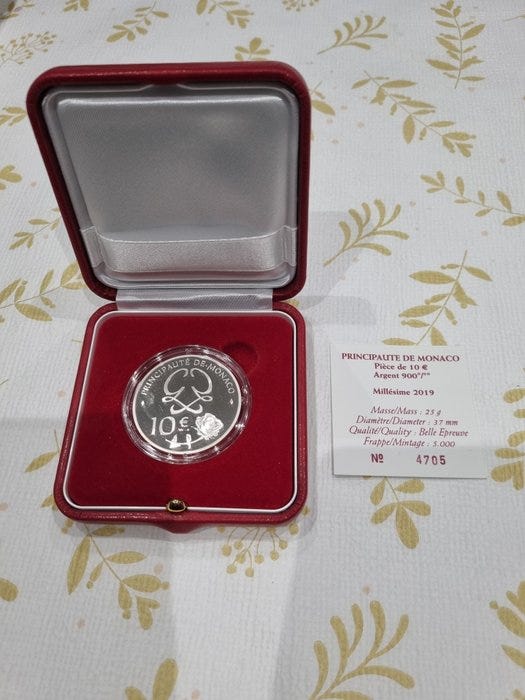 PRINCIPAUTÉ DE MONACO
10 €
PRINCIPAUTE DE MONACO
Pièce de 10 €
Argent 900°/°°
Millésime 2019
Masse/Mass : 25 g
Diamètre/Diameter : 37 mm
Qualité/Quality : Belle Epreuve
Frappe/Mintage : 5.000
Nº 4705